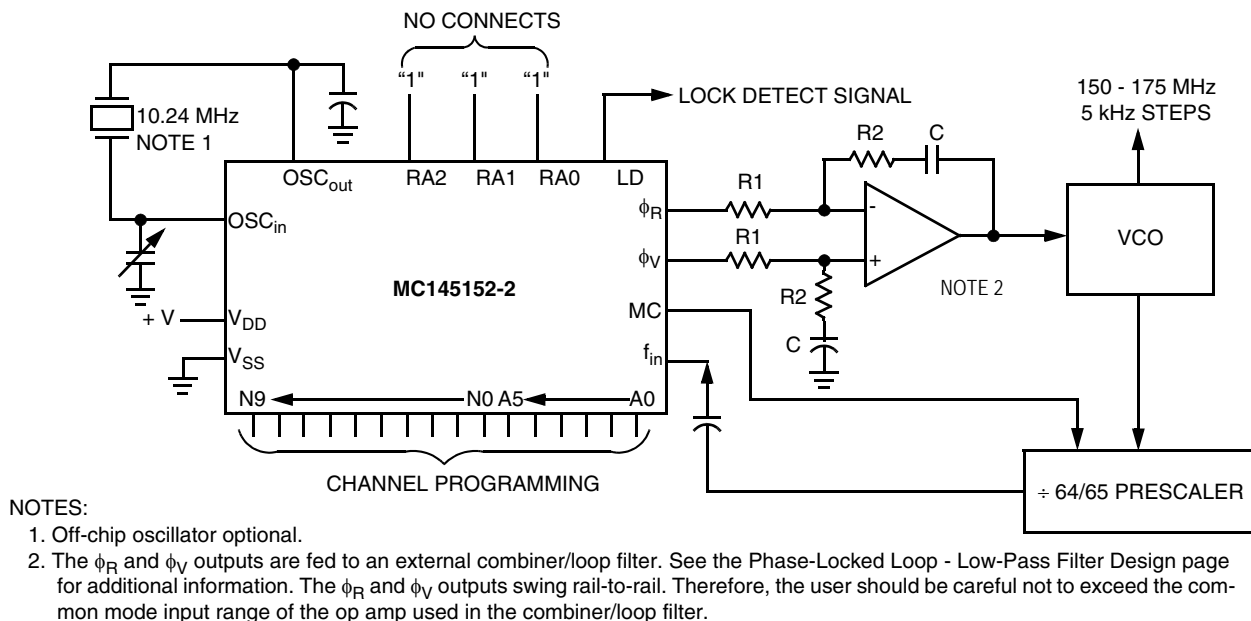 NO CONNECTS
“1" “1" “1"
10.24 MHz
NOTE 1
LOCK DETECT SIGNAL
150 - 175 MHz
5 kHz STEPS
R2 C
OSCout RA2 RA1 RA0 LD
OSCin
ϕR R1 -
ϕV R1 +
VCO
MC145152-2
R2
NOTE 2
MC
+ V VDD
C
VSS
fin
N9 N0 A5 A0
CHANNEL PROGRAMMING
÷ 64/65 PRESCALER
NOTES:
1. Off-chip oscillator optional.
2. The ϕR and ϕV outputs are fed to an external combiner/loop filter. See the Phase-Locked Loop - Low-Pass Filter Design page
for additional information. The ϕR and ϕV outputs swing rail-to-rail. Therefore, the user should be careful not to exceed the com-
mon mode input range of the op amp used in the combiner/loop filter.